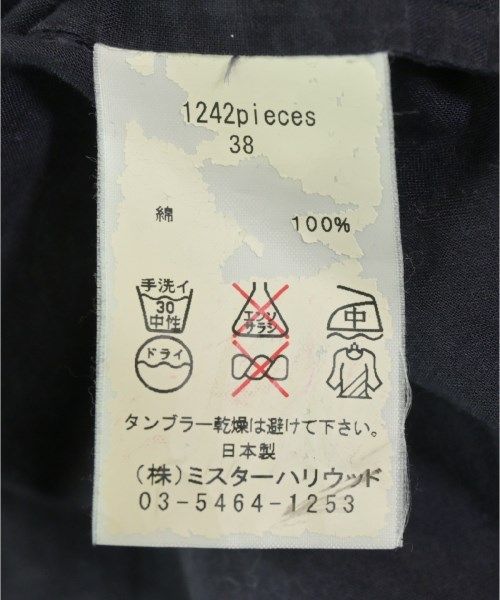 1242pieces
38
綿 100%
手洗イ
30
中性
エンソ
サラシ
中
ドライ
タンブラー乾燥は避けて下さい。
日本製
(株)ミスターハリウッド
03-5464-1253